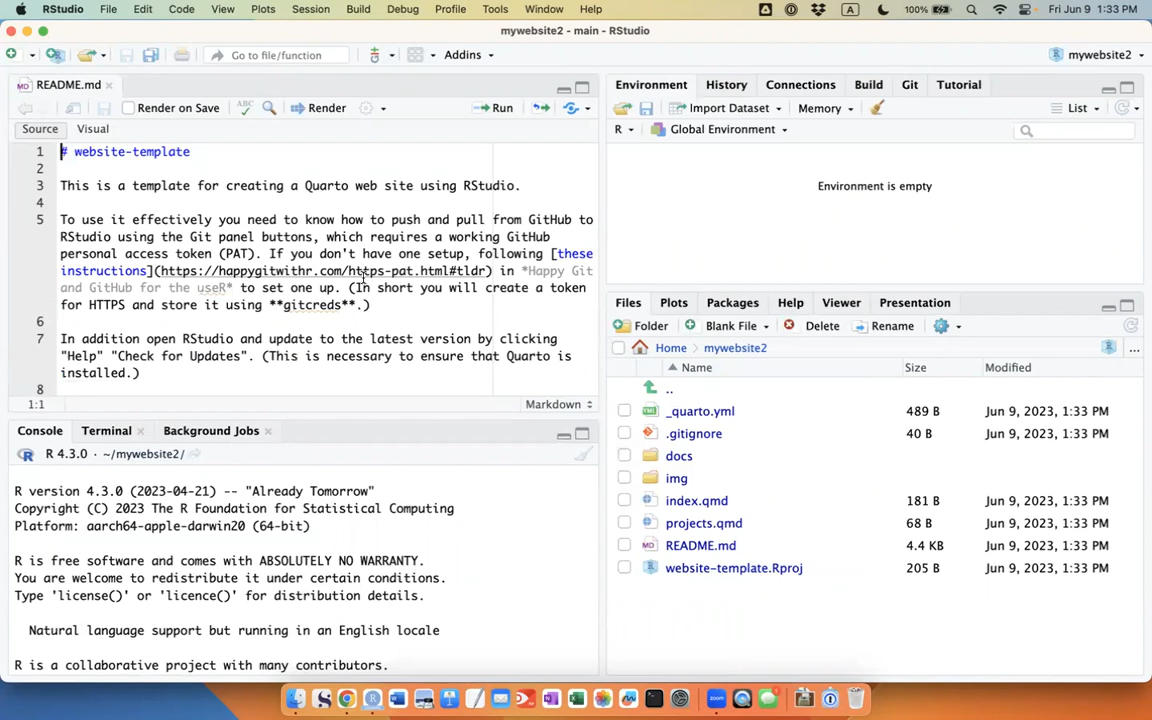 RStudio File Edit Code View Plots Session Build Debug Profile Tools Window Help A 100% Fri Jun 9 1:33 PM
mywebsite2 - main - RStudio
Go to file/function Addins mywebsite2
README.md
Render on Save ABC Render Run
Source Visual
1 # website-template
2
3 This is a template for creating a Quarto web site using RStudio.
4
5 To use it effectively you need to know how to push and pull from GitHub to
RStudio using the Git panel buttons, which requires a working GitHub
personal access token (PAT). If you don't have one setup, following [these
instructions](https://happygitwithr.com/https-pat.html#tldr) in *Happy Git
and GitHub for the useR* to set one up. (In short you will create a token
for HTTPS and store it using **gitcreds**.)
6
7 In addition open RStudio and update to the latest version by clicking
"Help" "Check for Updates". (This is necessary to ensure that Quarto is
installed.)
8
1:1 Markdown
Console Terminal Background Jobs
R 4.3.0 · ~/mywebsite2/
R version 4.3.0 (2023-04-21) -- "Already Tomorrow"
Copyright (C) 2023 The R Foundation for Statistical Computing
Platform: aarch64-apple-darwin20 (64-bit)
R is free software and comes with ABSOLUTELY NO WARRANTY.
You are welcome to redistribute it under certain conditions.
Type 'license()' or 'licence()' for distribution details.
Natural language support but running in an English locale
R is a collaborative project with many contributors.
Environment History Connections Build Git Tutorial
Import Dataset Memory List
R Global Environment
Environment is empty
Files Plots Packages Help Viewer Presentation
Folder Blank File Delete Rename
Home mywebsite2 ...
Name Size Modified
..
_quarto.yml 489 B Jun 9, 2023, 1:33 PM
.gitignore 40 B Jun 9, 2023, 1:33 PM
docs
img
index.qmd 181 B Jun 9, 2023, 1:33 PM
projects.qmd 68 B Jun 9, 2023, 1:33 PM
README.md 4.4 KB Jun 9, 2023, 1:33 PM
website-template.Rproj 205 B Jun 9, 2023, 1:33 PM